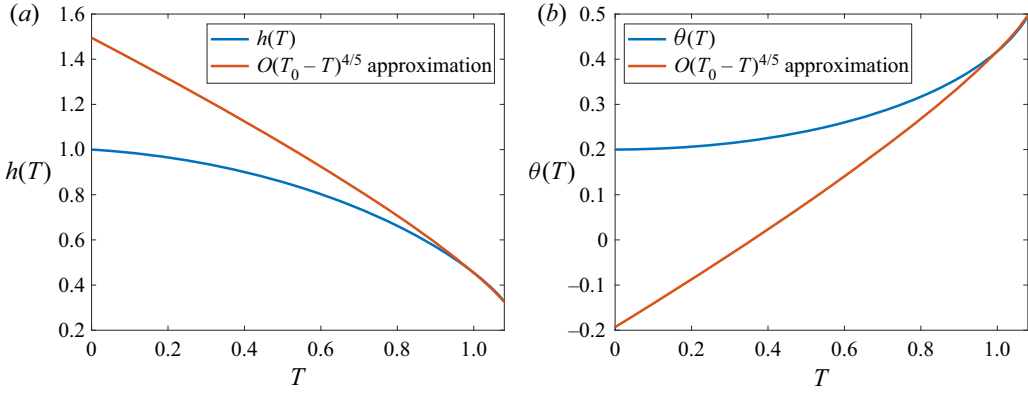 (a)
1.6
1.4
1.2
1.0
0.8
0.6
0.4
0.2
h(T)
h(T)
O(T₀ – T)⁴/⁵ approximation
0 0.2 0.4 0.6 0.8 1.0
T
(b)
0.5
0.4
0.3
0.2
0.1
0
–0.1
–0.2
θ(T)
θ(T)
O(T₀ – T)⁴/⁵ approximation
0 0.2 0.4 0.6 0.8 1.0
T